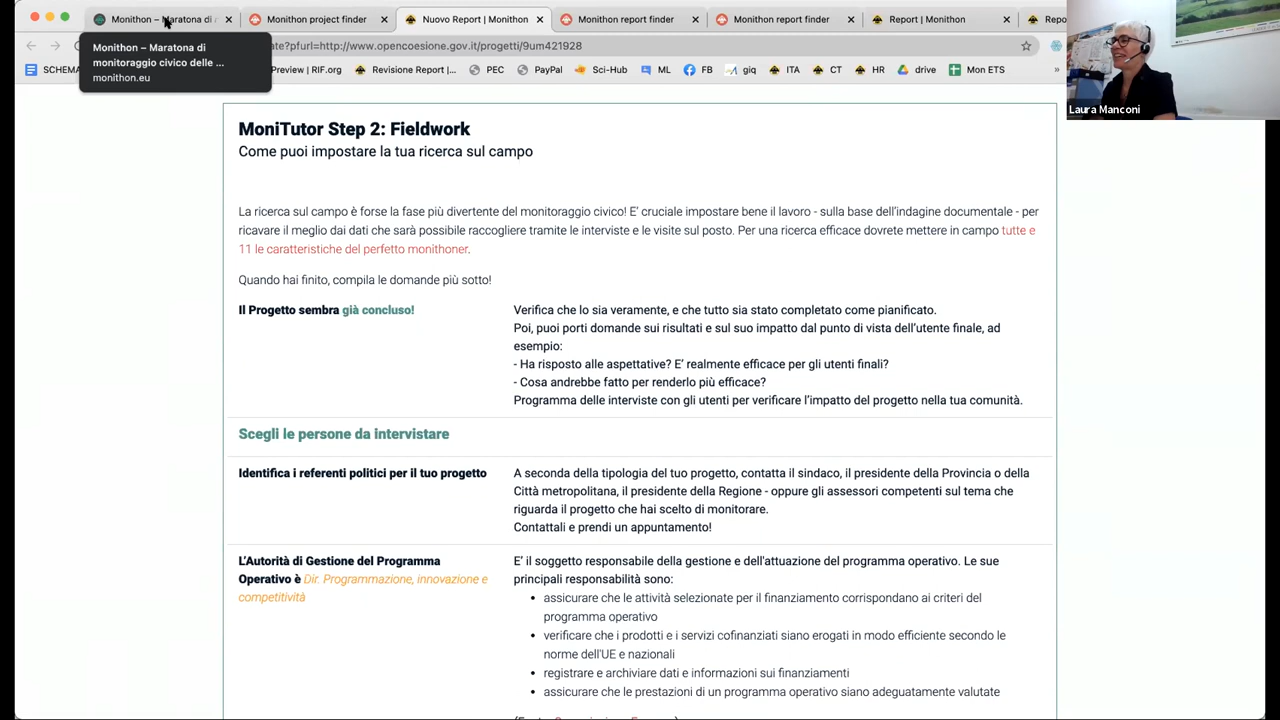 Monithon – Maratona di
Monithon project finder
Nuovo Report | Monithon
Monithon report finder
Monithon report finder
Report | Monithon
Repo
ate?pfurl=http://www.opencoesione.gov.it/progetti/9um421928
Monithon – Maratona di
monitoraggio civico delle ...
monithon.eu
SCHEMA
Preview | RIF.org
Revisione Report |...
PEC
PayPal
Sci-Hub
ML
FB
giq
ITA
CT
HR
drive
Mon ETS
»
Laura Manconi
MoniTutor Step 2: Fieldwork
Come puoi impostare la tua ricerca sul campo
La ricerca sul campo è forse la fase più divertente del monitoraggio civico! E' cruciale impostare bene il lavoro - sulla base dell'indagine documentale - per
ricavare il meglio dai dati che sarà possibile raccogliere tramite le interviste e le visite sul posto. Per una ricerca efficace dovrete mettere in campo tutte e
11 le caratteristiche del perfetto monithoner.
Quando hai finito, compila le domande più sotto!
Il Progetto sembra già concluso!
Verifica che lo sia veramente, e che tutto sia stato completato come pianificato.
Poi, puoi porti domande sui risultati e sul suo impatto dal punto di vista dell'utente finale, ad
esempio:
- Ha risposto alle aspettative? E' realmente efficace per gli utenti finali?
- Cosa andrebbe fatto per renderlo più efficace?
Programma delle interviste con gli utenti per verificare l'impatto del progetto nella tua comunità.
Scegli le persone da intervistare
Identifica i referenti politici per il tuo progetto
A seconda della tipologia del tuo progetto, contatta il sindaco, il presidente della Provincia o della
Città metropolitana, il presidente della Regione - oppure gli assessori competenti sul tema che
riguarda il progetto che hai scelto di monitorare.
Contattali e prendi un appuntamento!
L'Autorità di Gestione del Programma
Operativo è Dir. Programmazione, innovazione e
competitività
E' il soggetto responsabile della gestione e dell'attuazione del programma operativo. Le sue
principali responsabilità sono:
• assicurare che le attività selezionate per il finanziamento corrispondano ai criteri del
programma operativo
• verificare che i prodotti e i servizi cofinanziati siano erogati in modo efficiente secondo le
norme dell'UE e nazionali
• registrare e archiviare dati e informazioni sui finanziamenti
• assicurare che le prestazioni di un programma operativo siano adeguatamente valutate